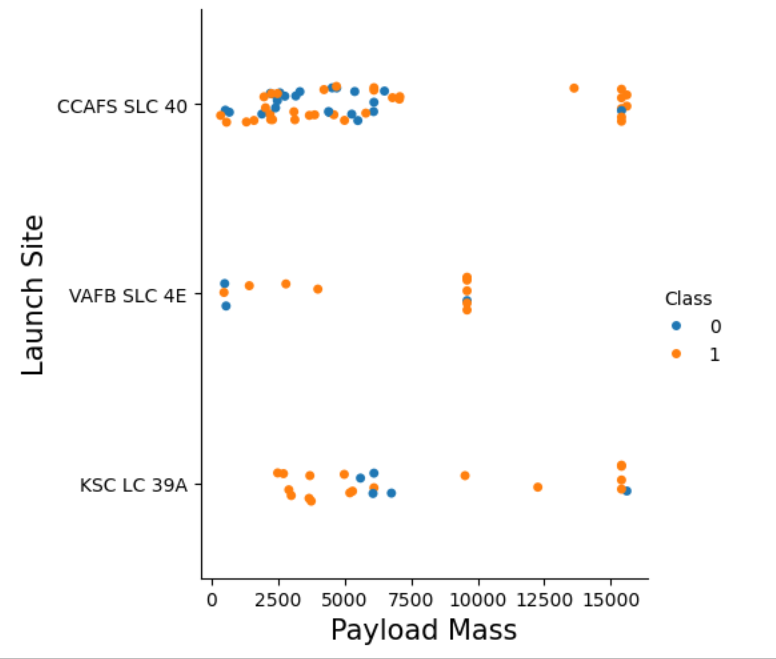 CCAFS SLC 40
VAFB SLC 4E
KSC LC 39A
Launch Site
0 2500 5000 7500 10000 12500 15000
Payload Mass
Class
0
1